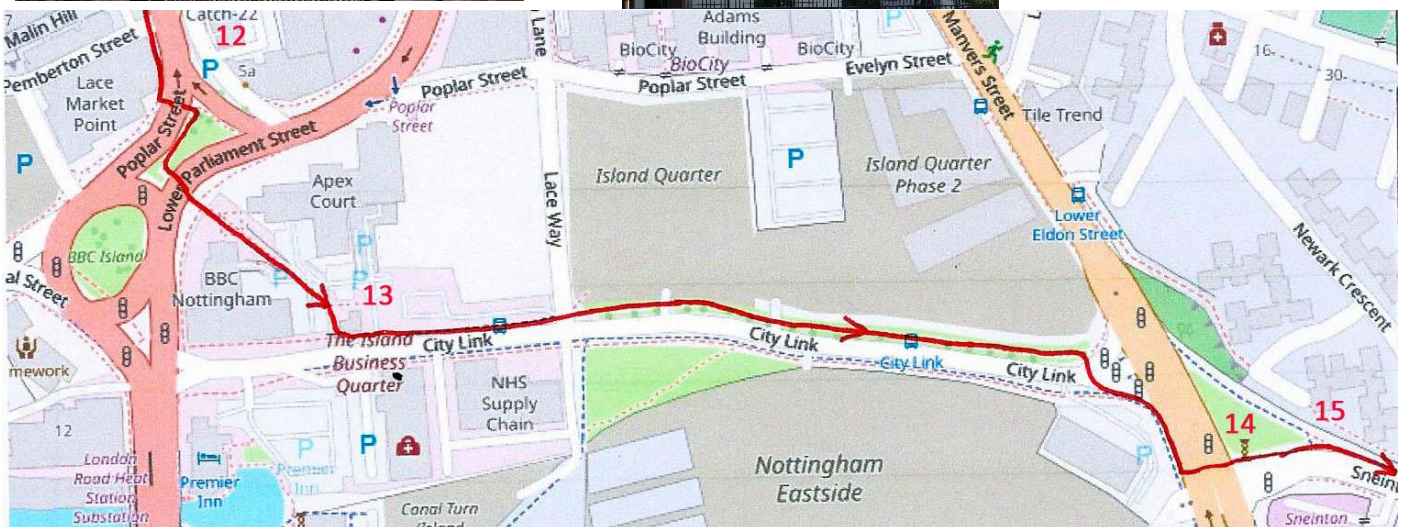 7
Malin Hill
Catch-22
12
P
5a
Pemberton Street
Lace
Market
Point
P
Poplar Street
Lower Parliament Street
Poplar
Street
Poplar Street
Lane
BioCity
Adams
Building
BioCity
BioCity
Poplar Street
Evelyn Street
P
Manvers Street
Tile Trend
16-
30-
Apex
Court
P
P
Lace Way
Island Quarter
P
Island Quarter
Phase 2
Lower
Eldon Street
Newark Crescent
BBC Island
al Street
BBC
Nottingham
P
13
The Island
Business
Quarter
City Link
City Link
City Link
City Link
mework
12
London
Road Heat
Station
Substation
Premier
Inn
P
Premier
Inn
P
NHS
Supply
Chain
Canal Turn
Nottingham
Eastside
P
14
15
Sneint
Sneinton